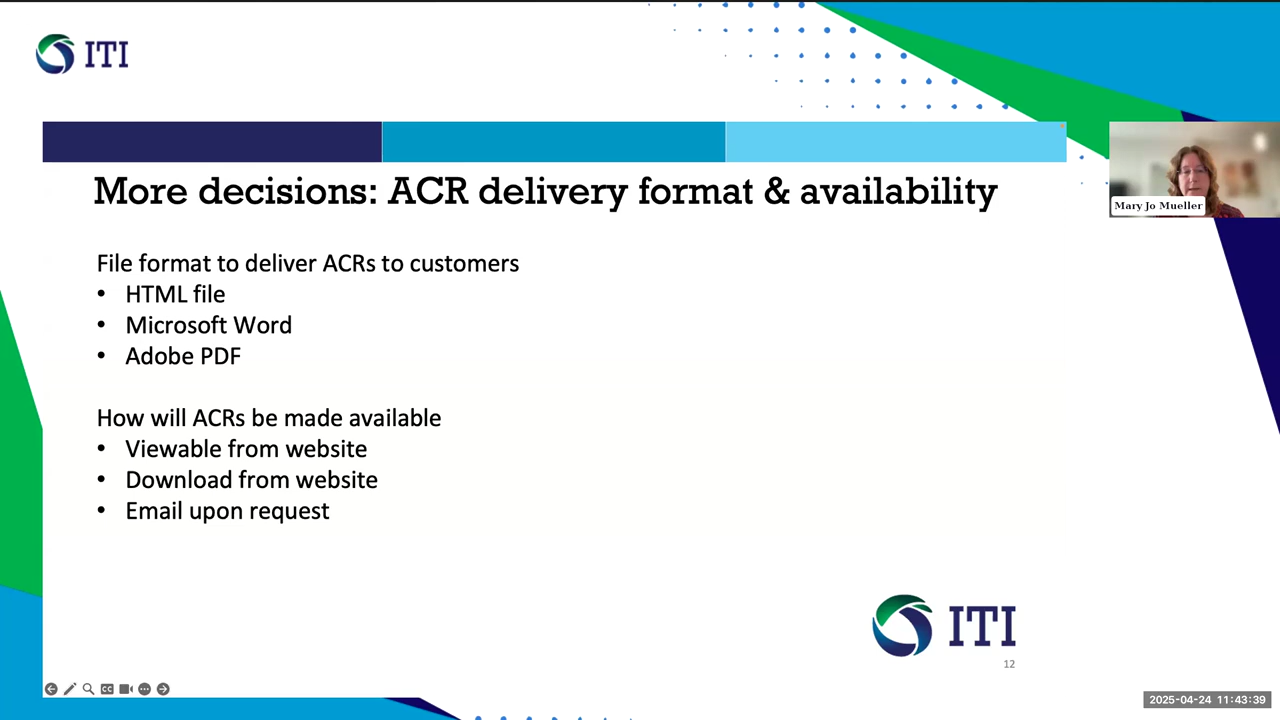 ITI
More decisions: ACR delivery format & availability
Mary Jo Mueller
File format to deliver ACRs to customers
• HTML file
• Microsoft Word
• Adobe PDF
How will ACRs be made available
• Viewable from website
• Download from website
• Email upon request
ITI
12
CC
2025-04-24 11:43:39